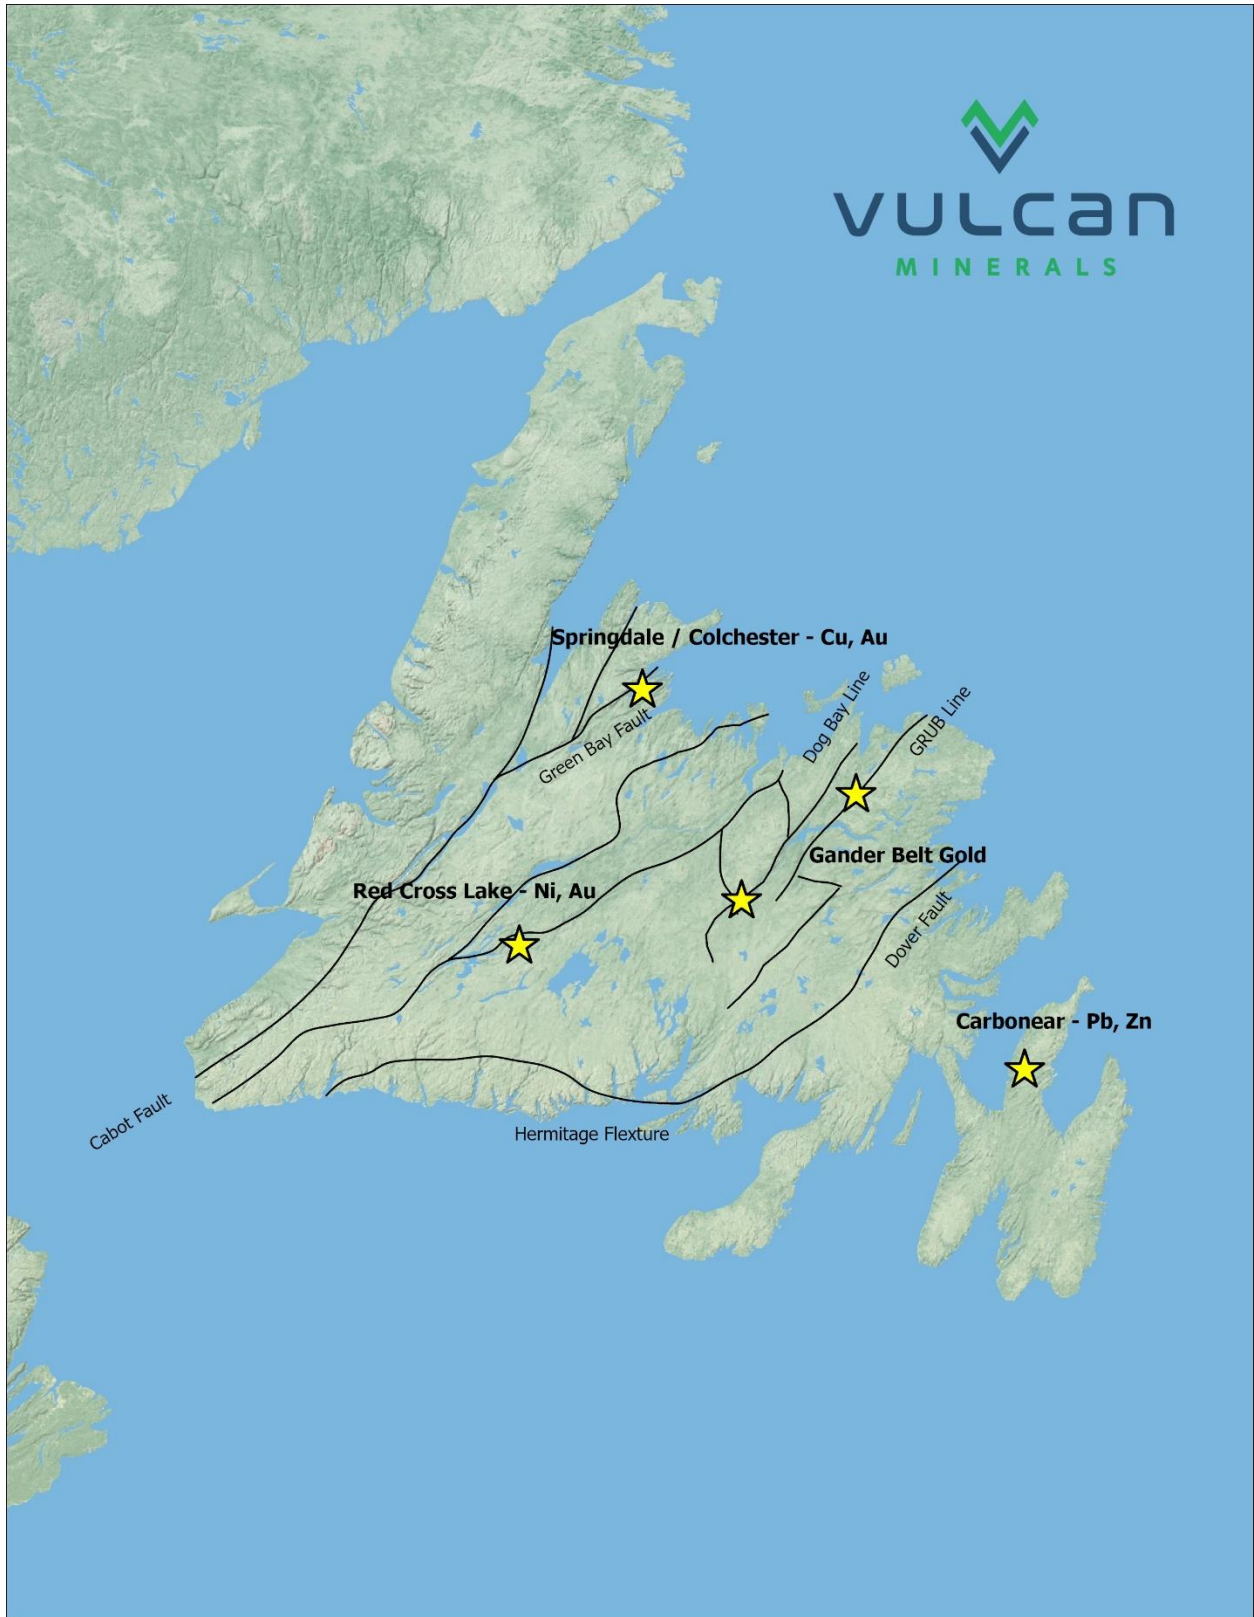 vulcan
MINERALS
Springdale / Colchester - Cu, Au
Dog Bay Line
GRUB Line
Green Bay Fault
Gander Belt Gold
Red Cross Lake - Ni, Au
Dover Fault
Carbonear - Pb, Zn
Cabot Fault
Hermitage Flexture